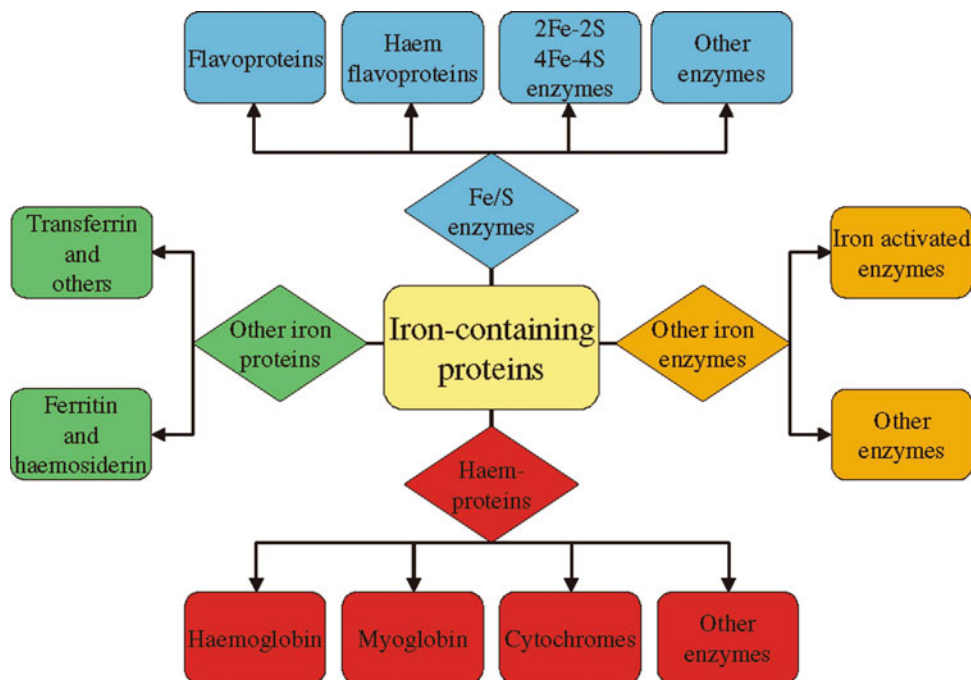 Flavoproteins
Haem
flavoproteins
2Fe-2S
4Fe-4S
enzymes
Other
enzymes
Fe/S
enzymes
Transferrin
and
others
Iron activated
enzymes
Other iron
proteins
Iron-containing
proteins
Other iron
enzymes
Ferritin
and
haemosiderin
Other
enzymes
Haem-
proteins
Haemoglobin
Myoglobin
Cytochromes
Other
enzymes